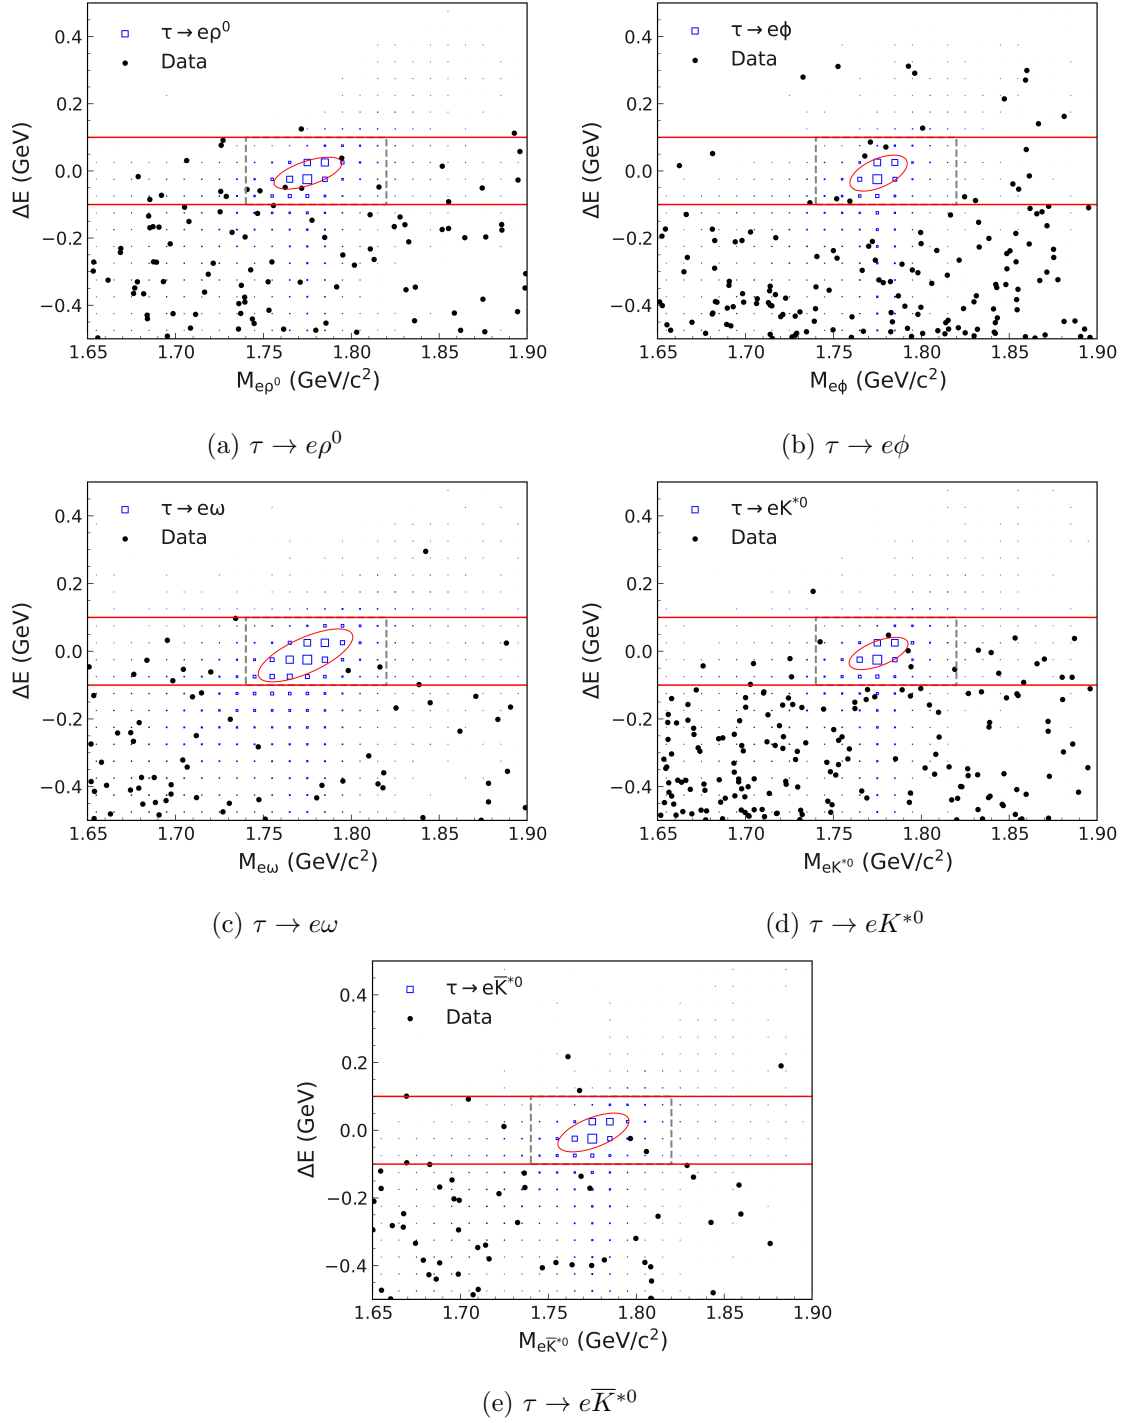 0.4
0.2
0.0
−0.2
−0.4
ΔE (GeV)
τ → eρ⁰
Data
1.65 1.70 1.75 1.80 1.85 1.90
M_eρ⁰ (GeV/c²)
(a) τ → eρ⁰
0.4
0.2
0.0
−0.2
−0.4
ΔE (GeV)
τ → eϕ
Data
1.65 1.70 1.75 1.80 1.85 1.90
M_eϕ (GeV/c²)
(b) τ → eϕ
0.4
0.2
0.0
−0.2
−0.4
ΔE (GeV)
τ → eω
Data
1.65 1.70 1.75 1.80 1.85 1.90
M_eω (GeV/c²)
(c) τ → eω
0.4
0.2
0.0
−0.2
−0.4
ΔE (GeV)
τ → eK*⁰
Data
1.65 1.70 1.75 1.80 1.85 1.90
M_eK*⁰ (GeV/c²)
(d) τ → eK*⁰
0.4
0.2
0.0
−0.2
−0.4
ΔE (GeV)
τ → eK̅*⁰
Data
1.65 1.70 1.75 1.80 1.85 1.90
M_eK̅*⁰ (GeV/c²)
(e) τ → eK̅*⁰